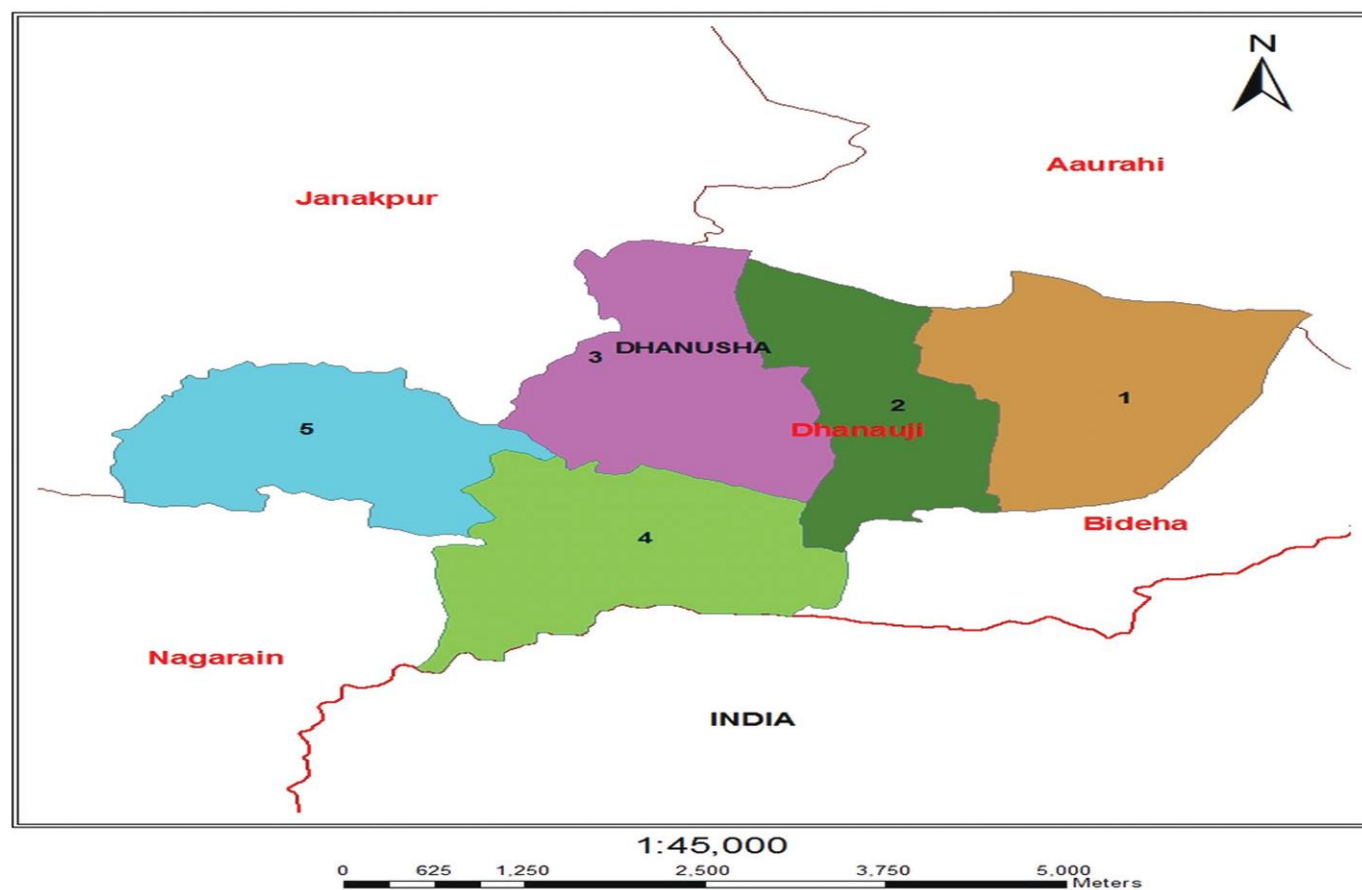 N
Aaurahi
Janakpur
DHANUSHA
3
1
2
5
Dhanauji
Bideha
4
Nagarain
INDIA
1:45,000
0 625 1,250 2,500 3,750 5,000
Meters